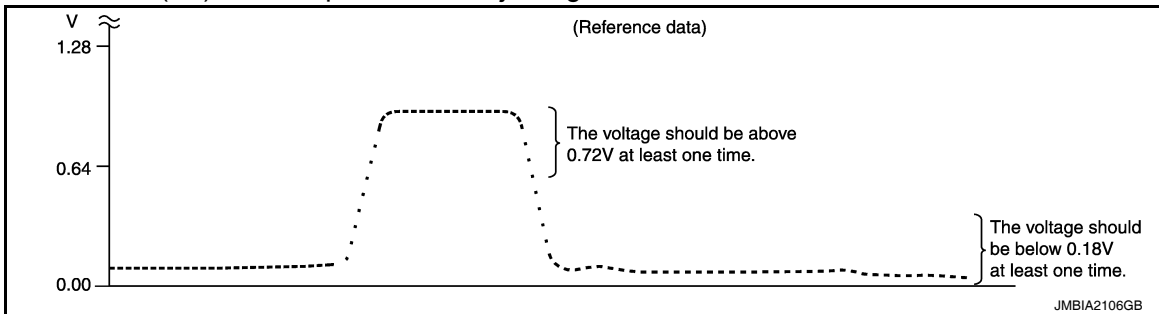 V
(Reference data)
1.28
The voltage should be above
0.72V at least one time.
0.64
The voltage should
be below 0.18V
at least one time.
0.00
JMBIA2106GB